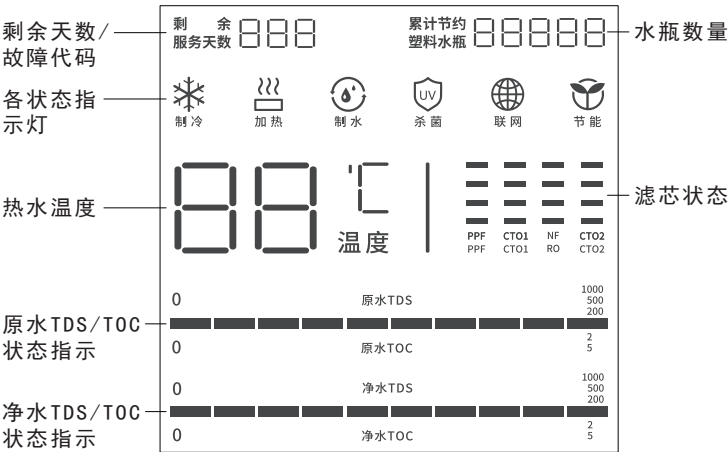 剩余天数/
故障代码
剩 余
服务天数
888
累计节约
塑料水瓶
88888
水瓶数量
各状态指
示灯
制冷
加热
制水
UV
杀菌
联网
节能
热水温度
88
℃
温度
PPF CTO1 NF CTO2
PPF CTO1 RO CTO2
滤芯状态
0 原水TDS 1000
500
200
原水TDS/TOC
状态指示
0 原水TOC 2
5
0 净水TDS 1000
500
200
净水TDS/TOC
状态指示
0 净水TOC 2
5